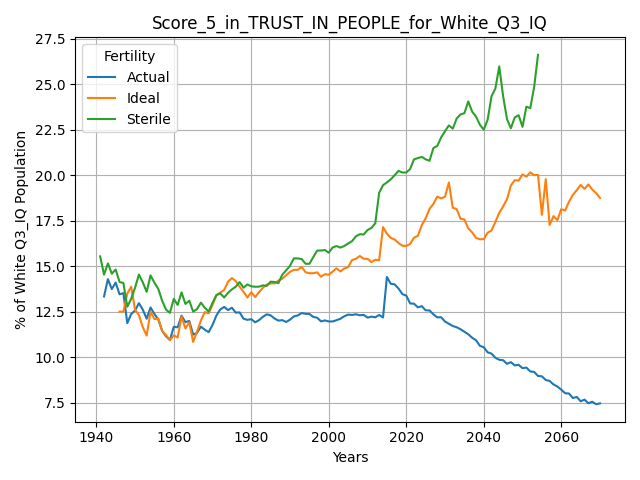 Score_5_in_TRUST_IN_PEOPLE_for_White_Q3_IQ
27.5
25.0
22.5
20.0
17.5
15.0
12.5
10.0
7.5
% of White Q3_IQ Population
Fertility
Actual
Ideal
Sterile
1940 1960 1980 2000 2020 2040 2060
Years